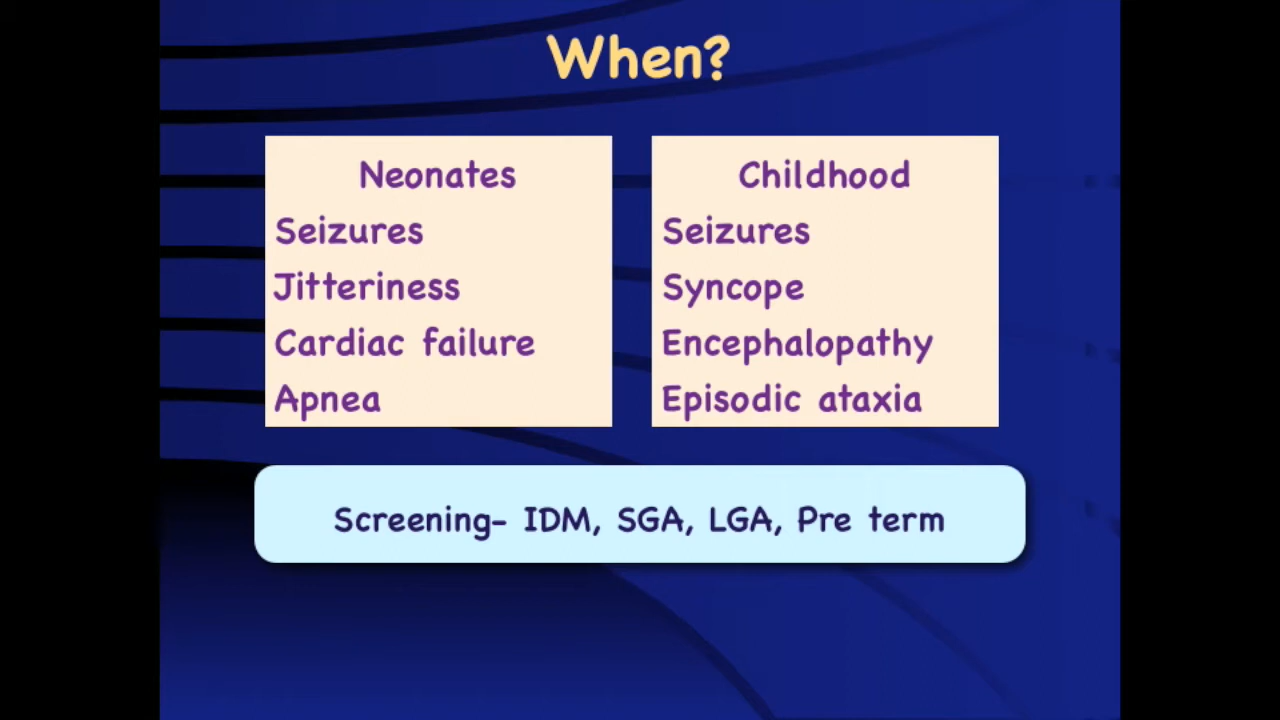 When?
Neonates
Seizures
Jitteriness
Cardiac failure
Apnea
Childhood
Seizures
Syncope
Encephalopathy
Episodic ataxia
Screening- IDM, SGA, LGA, Pre term